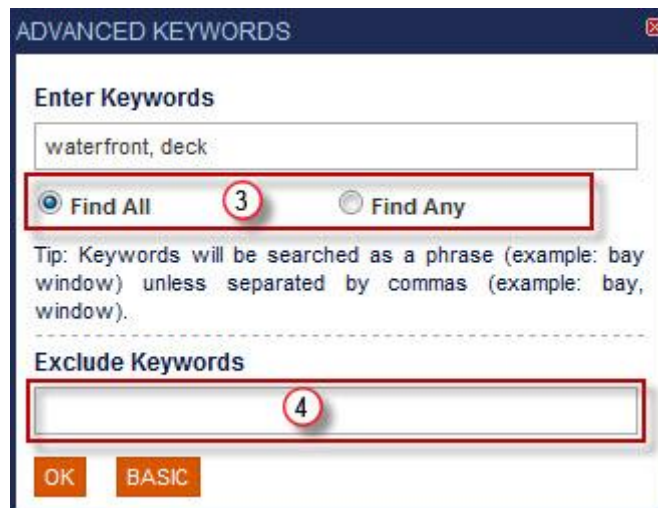 ADVANCED KEYWORDS
Enter Keywords
waterfront, deck
Find All 3 Find Any
Tip: Keywords will be searched as a phrase (example: bay
window) unless separated by commas (example: bay,
window).
Exclude Keywords
4
OK BASIC